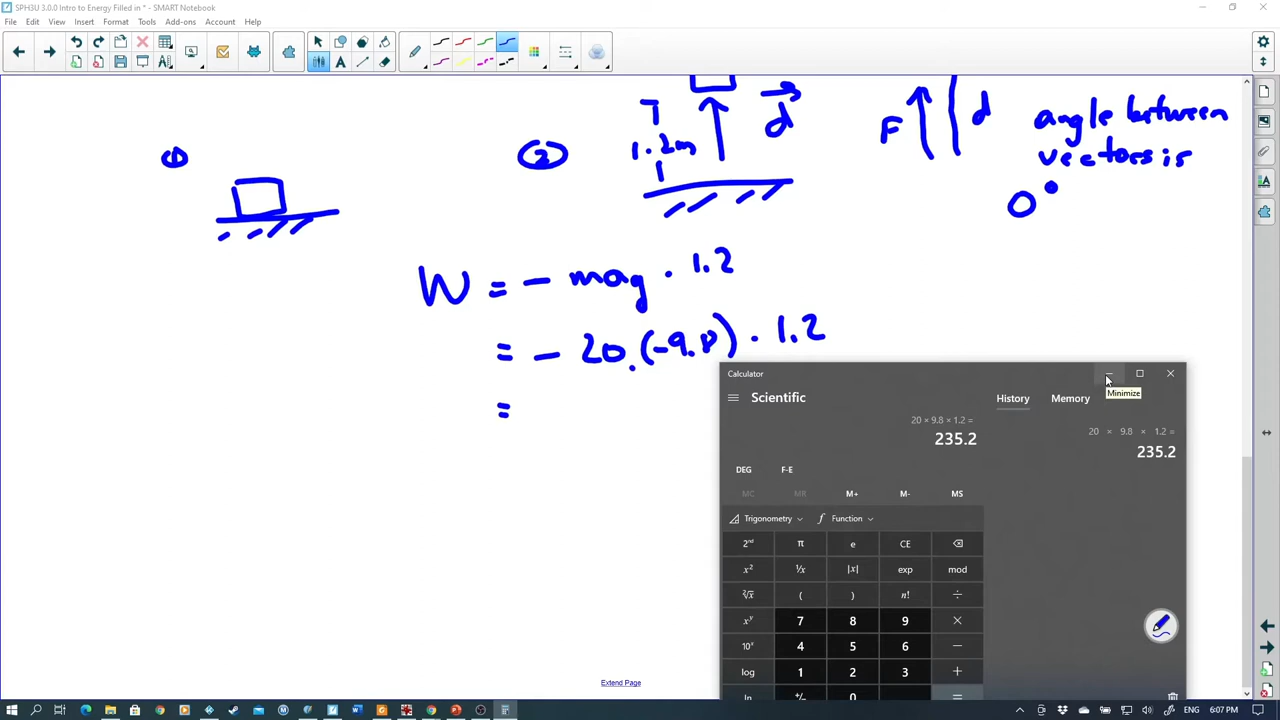 SPH3U 3.0.0 Intro to Energy Filled in * - SMART Notebook
File Edit View Insert Format Tools Add-ons Account Help
F
d
angle between
vectors is
0°
d
1.2m
①
②
W = - mag · 1.2
= - 20 · (-9.8) · 1.2
=
Calculator
Minimize
Scientific
History Memory
20 × 9.8 × 1.2 =
235.2
20 × 9.8 × 1.2 =
235.2
DEG F-E
MC MR M+ M- MS
Trigonometry Function
2nd π e CE
x² ¹/x |x| exp mod
²√x ( ) n! ÷
xʸ 7 8 9 ×
10ˣ 4 5 6 −
log 1 2 3 +
ln +/- 0 =
Extend Page
ENG 6:07 PM